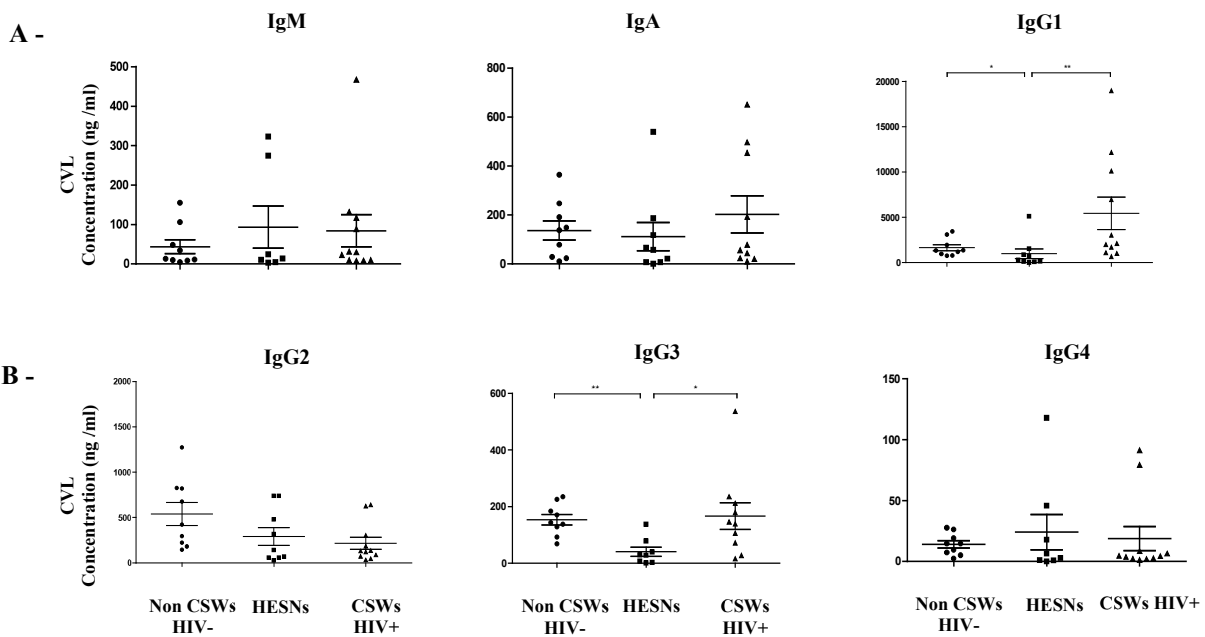 A -
IgM
IgA
IgG1
CVL
Concentration (ng /ml)
500
400
300
200
100
0
800
600
400
200
0
20000
15000
10000
5000
0
*
**
B -
IgG2
IgG3
IgG4
CVL
Concentration (ng /ml)
2000
1500
1000
500
0
600
400
200
0
**
*
150
100
50
0
Non CSWs
HIV-
HESNs
CSWs
HIV+
Non CSWs
HIV-
HESNs
CSWs
HIV+
Non CSWs
HIV-
HESNs
CSWs HIV+